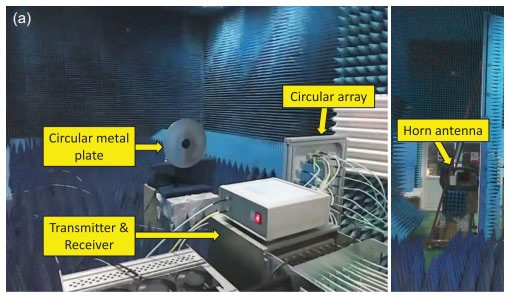 (a)
Circular array
Horn antenna
Circular metal
plate
Transmitter &
Receiver